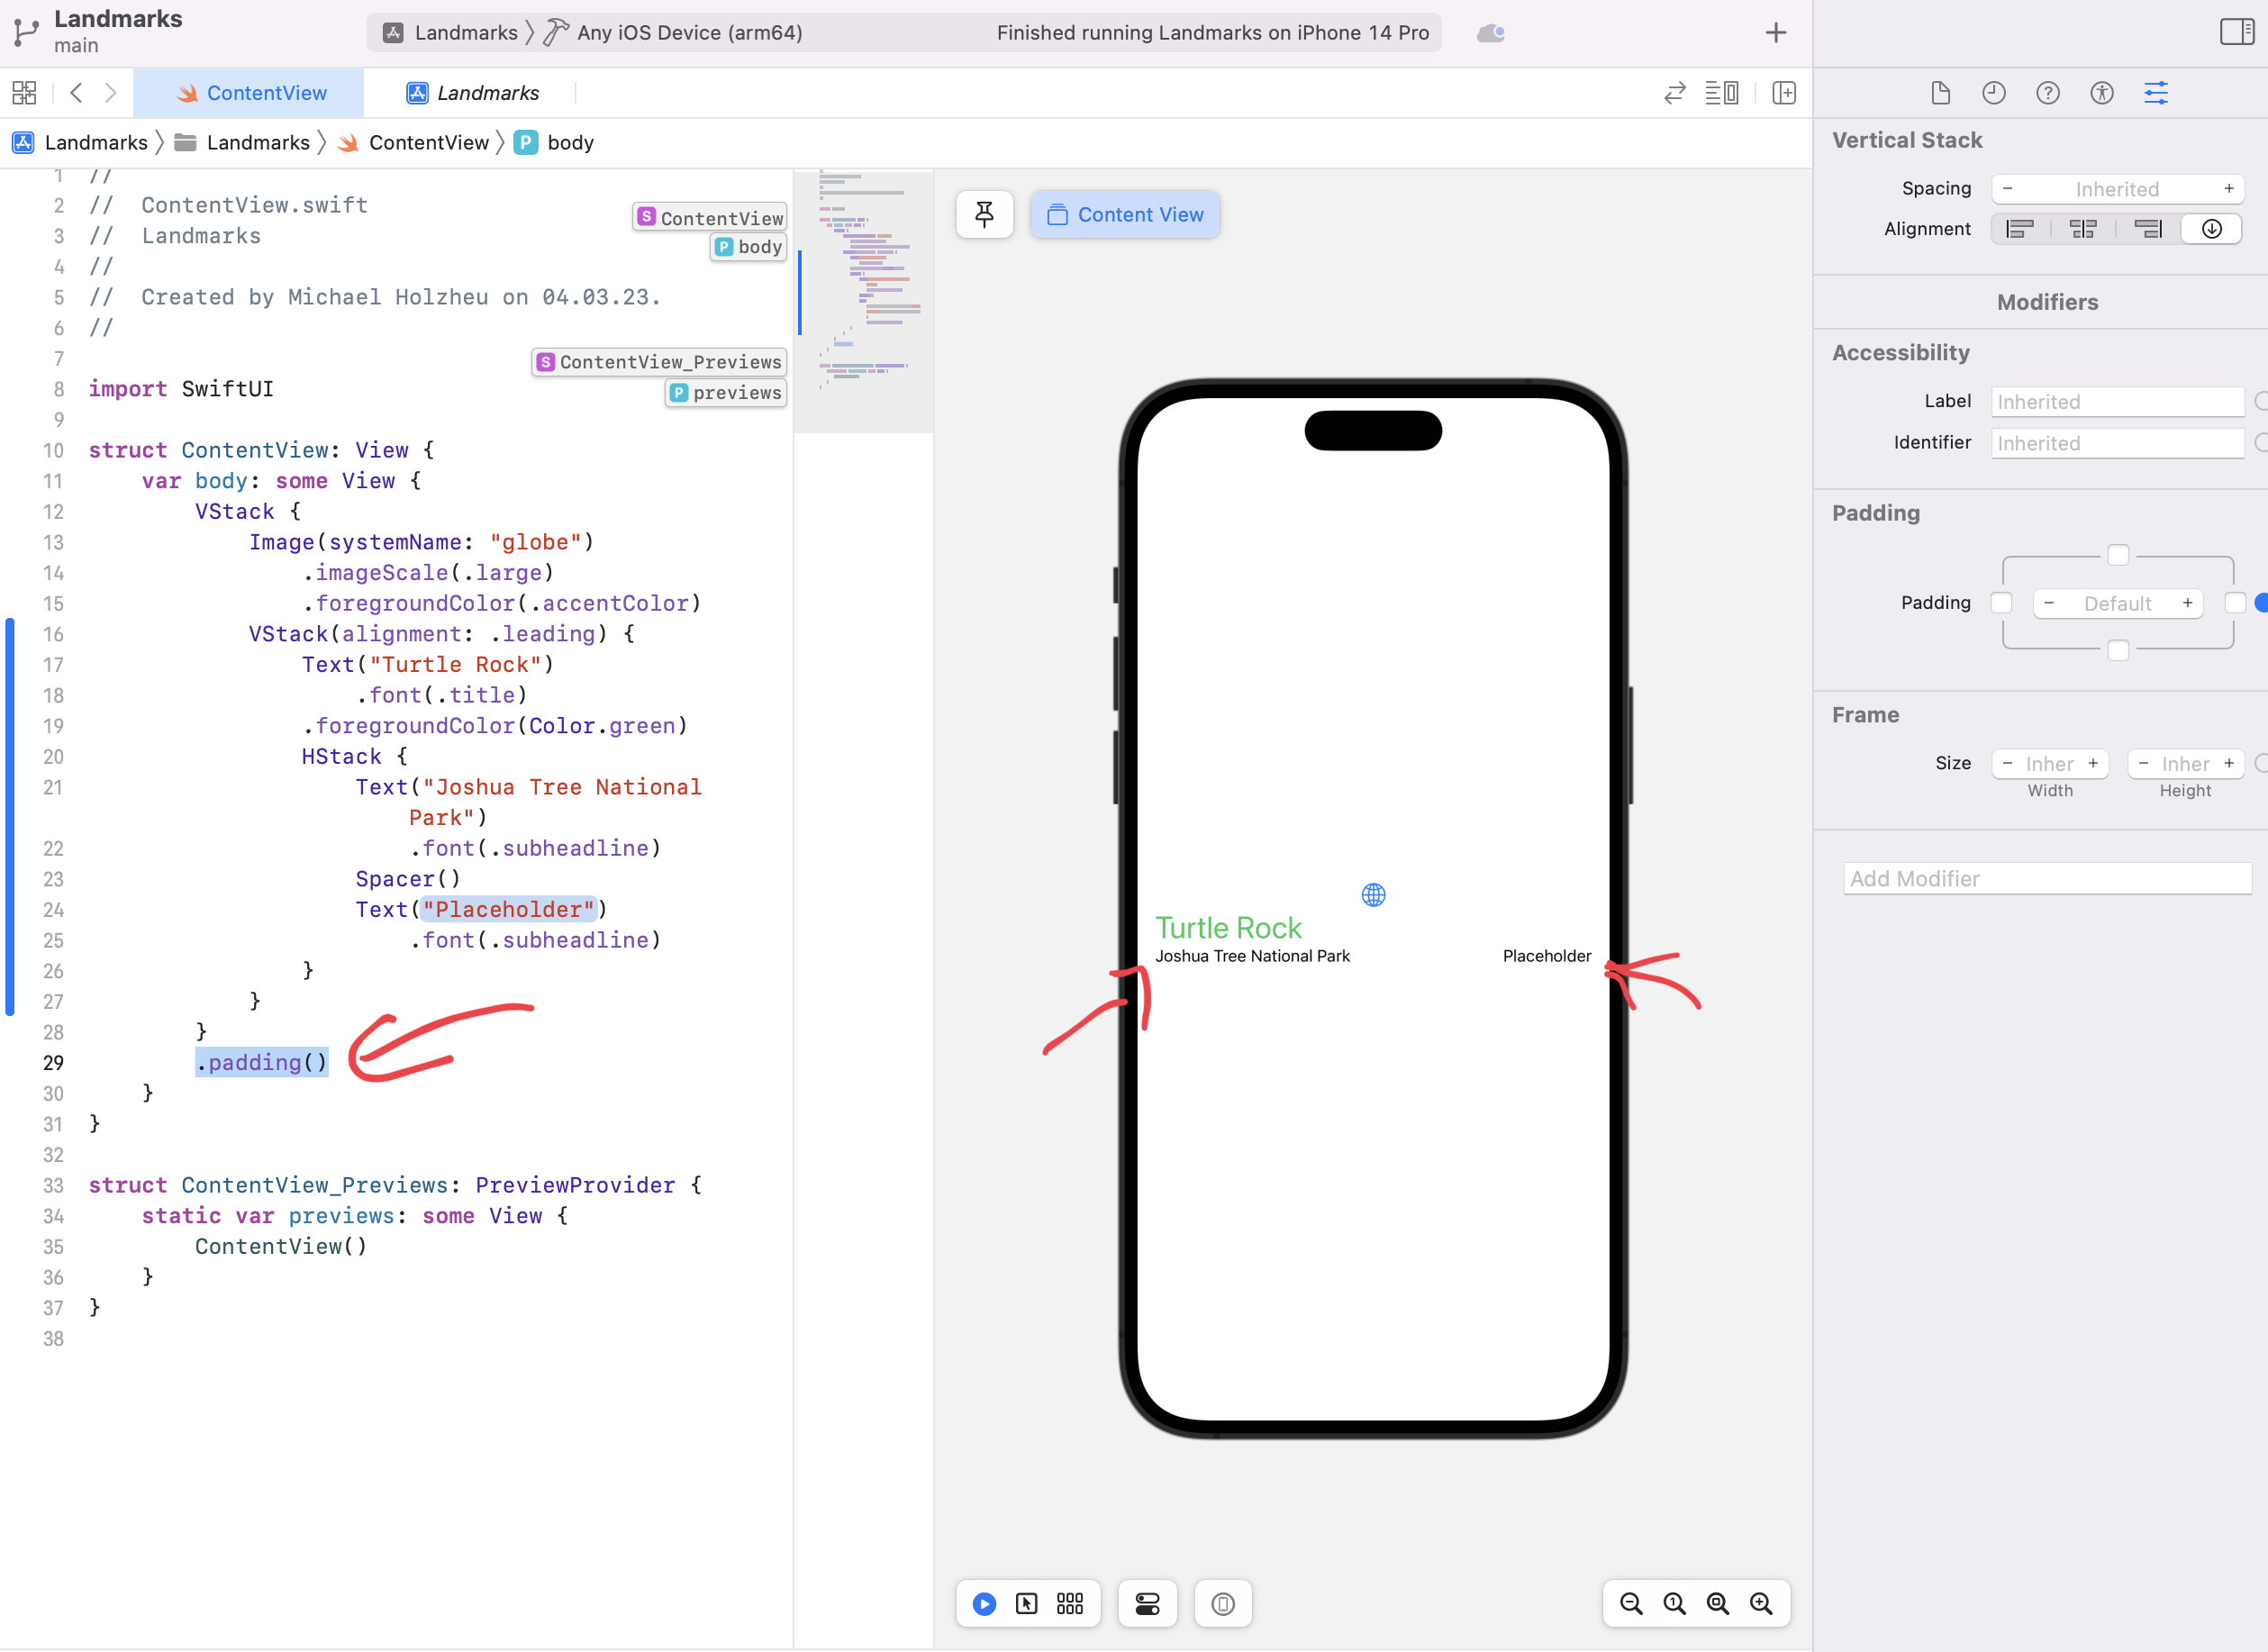 Landmarks
main
Landmarks
Any iOS Device (arm64)
Finished running Landmarks on iPhone 14 Pro
ContentView
Landmarks
Landmarks
Landmarks
ContentView
P
body
1 //
2 //  ContentView.swift
3 //  Landmarks
4 //
5 //  Created by Michael Holzheu on 04.03.23.
6 //
7
8 import SwiftUI
9
10 struct ContentView: View {
11     var body: some View {
12         VStack {
13             Image(systemName: "globe")
14                 .imageScale(.large)
15                 .foregroundColor(.accentColor)
16             VStack(alignment: .leading) {
17                 Text("Turtle Rock")
18                     .font(.title)
19                 .foregroundColor(Color.green)
20                 HStack {
21                     Text("Joshua Tree National
Park")
22                         .font(.subheadline)
23                     Spacer()
24                     Text("Placeholder")
25                         .font(.subheadline)
26                 }
27             }
28         }
29         .padding()
30     }
31 }
32
33 struct ContentView_Previews: PreviewProvider {
34     static var previews: some View {
35         ContentView()
36     }
37 }
38
S ContentView
P body
S ContentView_Previews
P previews
Content View
Turtle Rock
Joshua Tree National Park
Placeholder
Vertical Stack
Spacing
− Inherited +
Alignment
Modifiers
Accessibility
Label
Inherited
Identifier
Inherited
Padding
Padding
− Default +
Frame
Size
− Inher +
− Inher +
Width
Height
Add Modifier